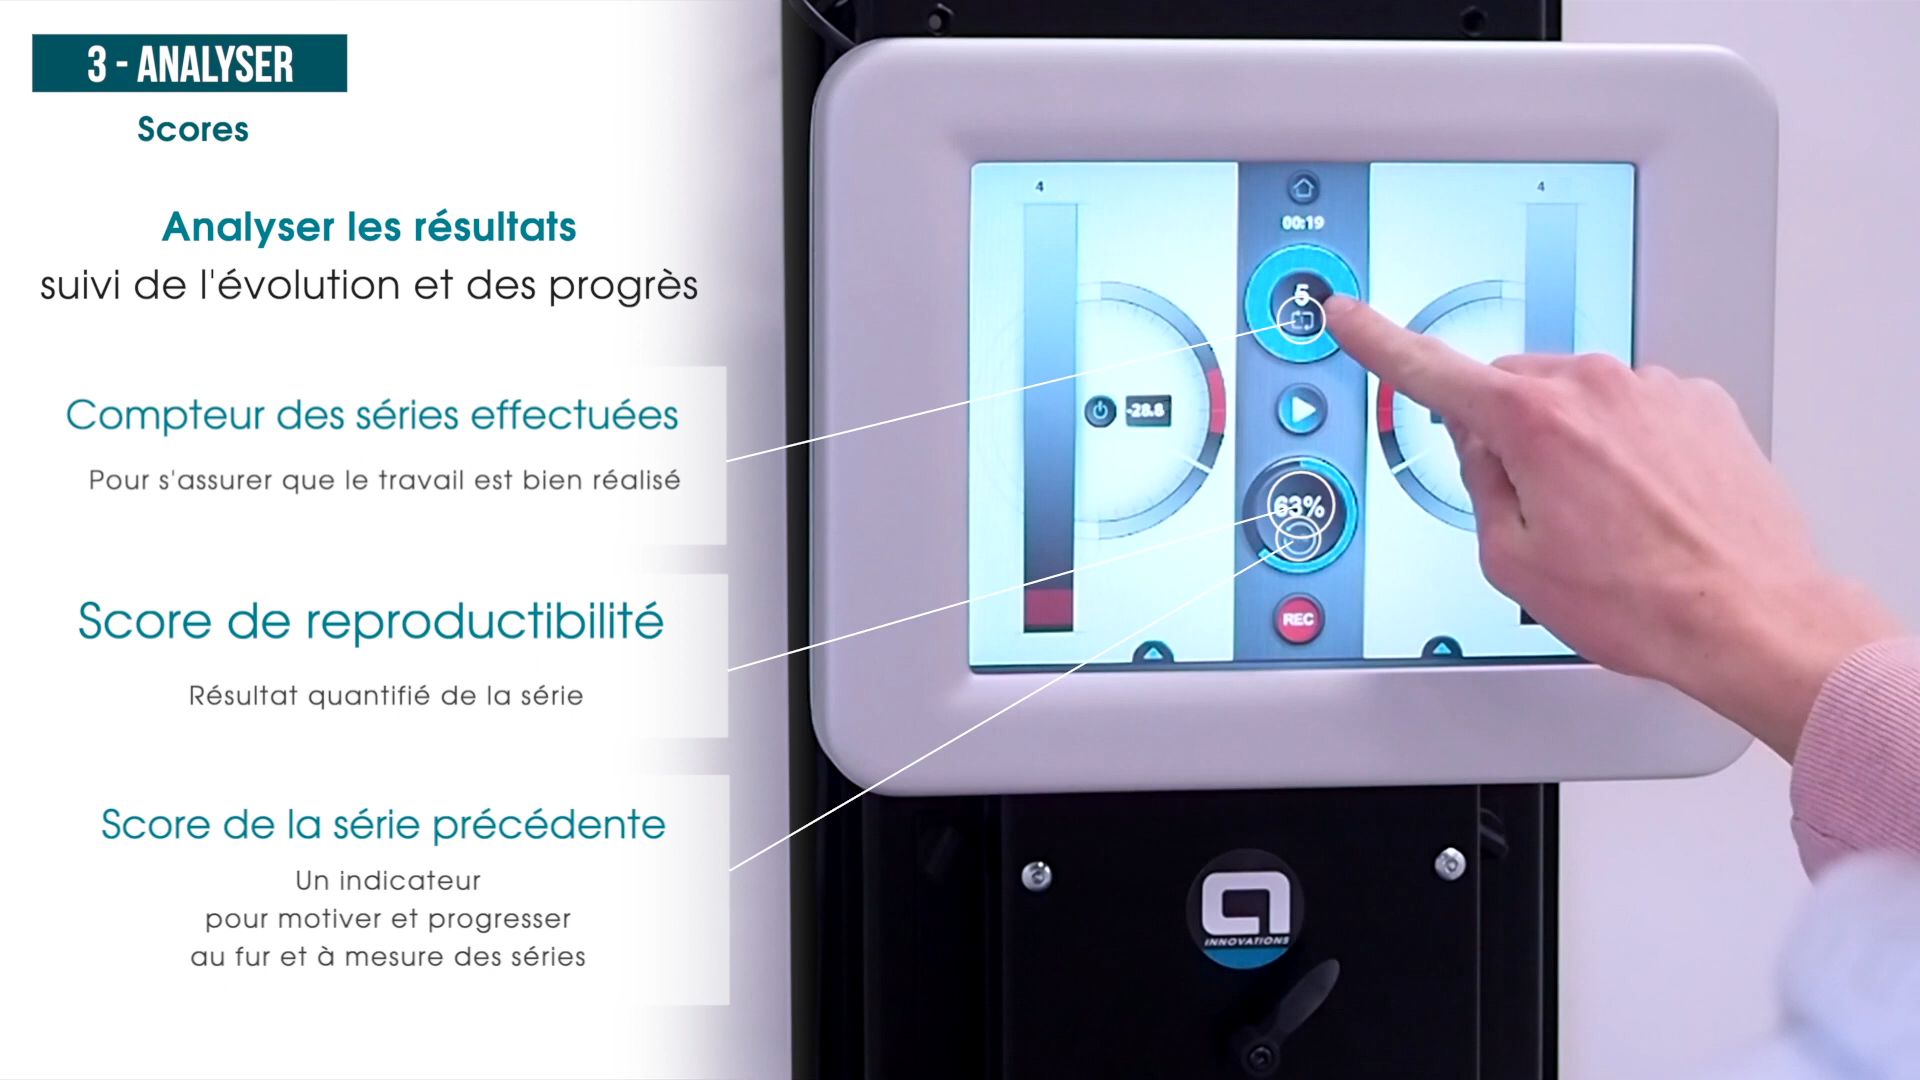 3 - ANALYSER
Scores
Analyser les résultats
suivi de l'évolution et des progrès
Compteur des séries effectuées
Pour s'assurer que le travail est bien réalisé
Score de reproductibilité
Résultat quantifié de la série
Score de la série précédente
Un indicateur
pour motiver et progresser
au fur et à mesure des séries
4
00:19
4
5
-28.8
63%
REC
INNOVATIONS